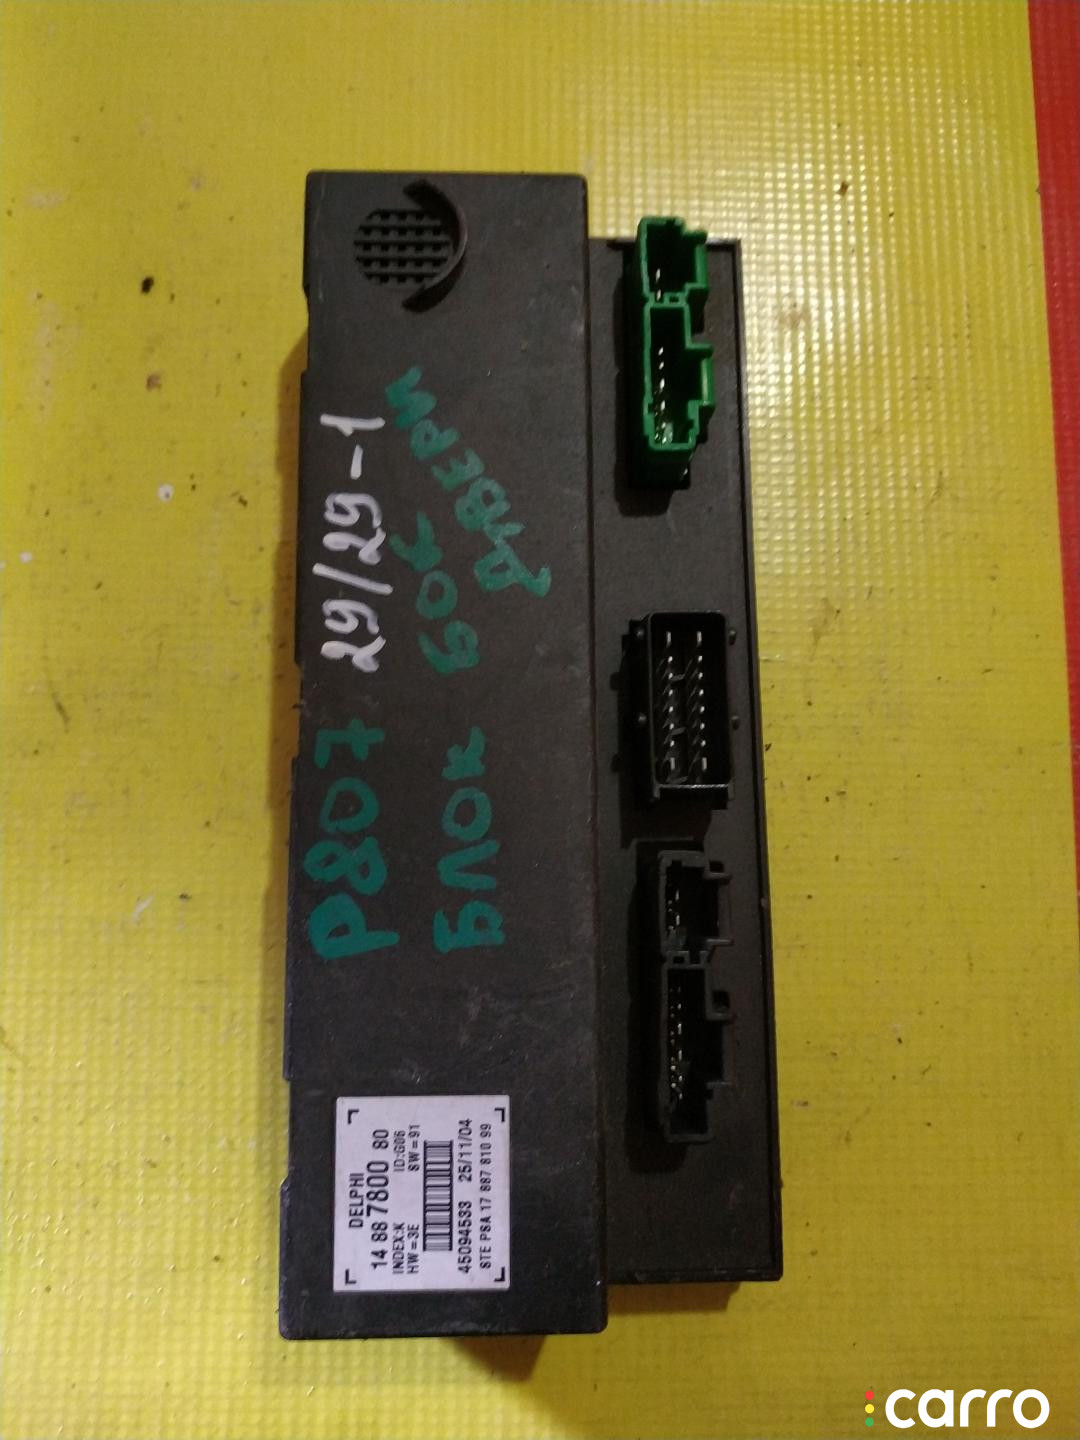 P807 29/29-1
БЛОК БОК
ДВЕРИ
DELPHI
14 88 7800 80
INDEX:K ID:G06
HW=3E SW=91
45094533 25/11/04
STE PSA 17 887 810 99
carro